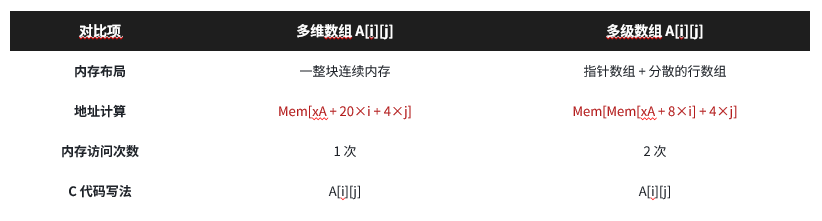 对比项 多维数组 A[i][j] 多级数组 A[i][j]
内存布局 一整块连续内存 指针数组 + 分散的行数组
地址计算 Mem[xA + 20×i + 4×j] Mem[Mem[xA + 8×i] + 4×j]
内存访问次数 1 次 2 次
C 代码写法 A[i][j] A[i][j]